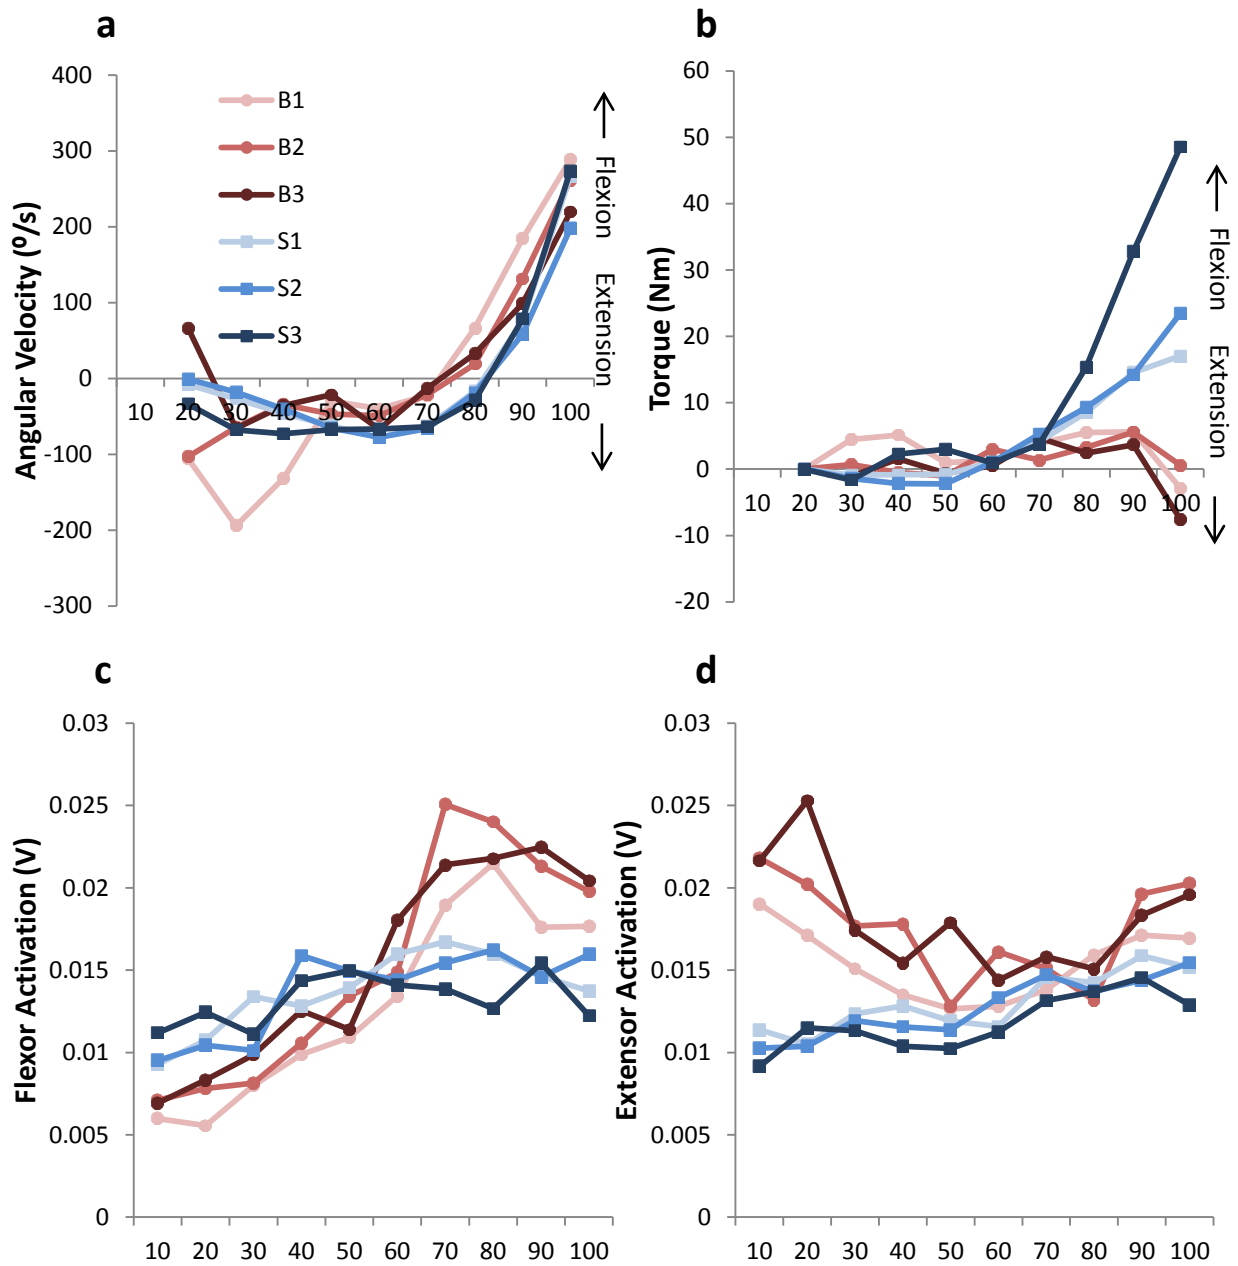 a
Angular Velocity (⁰/s)
400
300
200
100
0
-100
-200
-300
10 20 30 40 50 60 70 80 90 100
B1
B2
B3
S1
S2
S3
Flexion
Extension
b
Torque (Nm)
60
50
40
30
20
10
0
-10
-20
10 20 30 40 50 60 70 80 90 100
Flexion
Extension
c
Flexor Activation (V)
0.03
0.025
0.02
0.015
0.01
0.005
0
10 20 30 40 50 60 70 80 90 100
d
Extensor Activation (V)
0.03
0.025
0.02
0.015
0.01
0.005
0
10 20 30 40 50 60 70 80 90 100